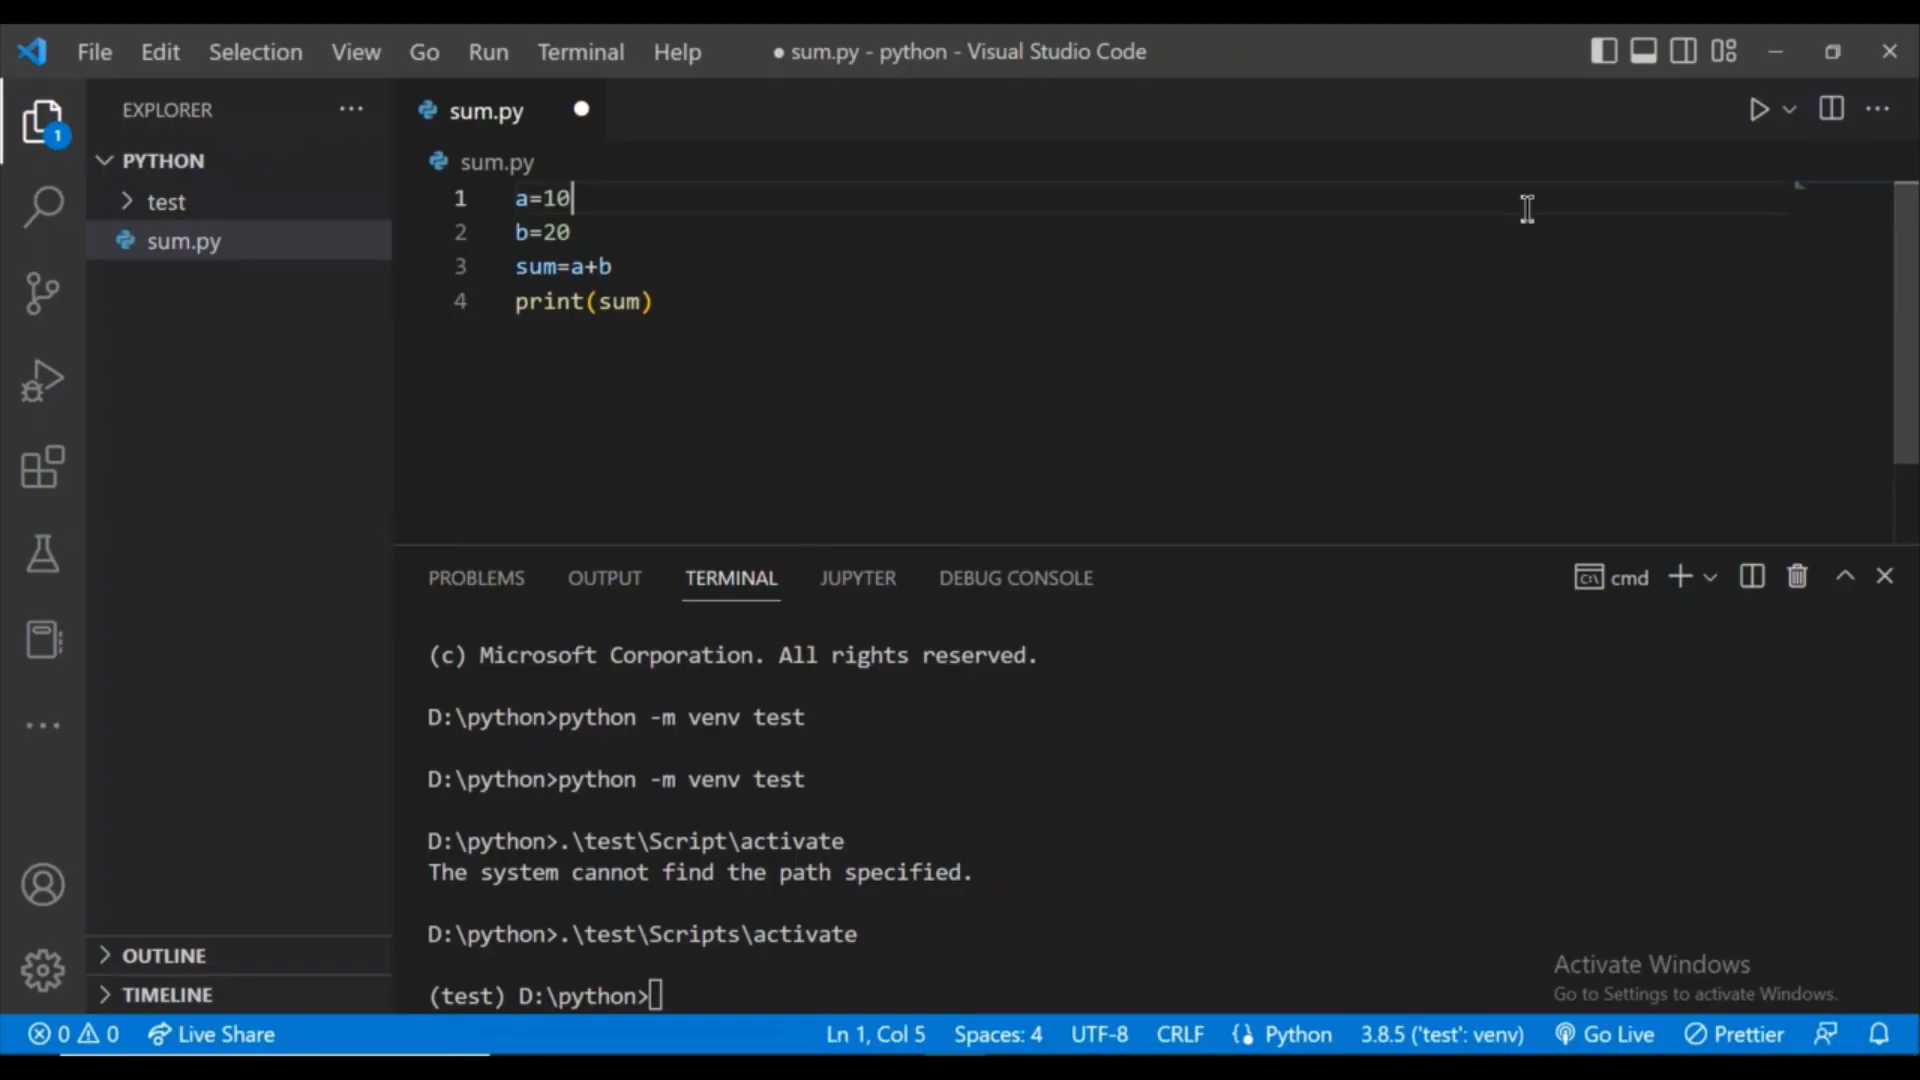 File Edit Selection View Go Run Terminal Help ● sum.py - python - Visual Studio Code
EXPLORER
1
PYTHON
test
sum.py
OUTLINE
TIMELINE
sum.py
sum.py
1 a=10
2 b=20
3 sum=a+b
4 print(sum)
PROBLEMS OUTPUT TERMINAL JUPYTER DEBUG CONSOLE cmd
(c) Microsoft Corporation. All rights reserved.
D:\python>python -m venv test
D:\python>python -m venv test
D:\python>.\test\Script\activate
The system cannot find the path specified.
D:\python>.\test\Scripts\activate
(test) D:\python>
Activate Windows
Go to Settings to activate Windows.
0 0 Live Share Ln 1, Col 5 Spaces: 4 UTF-8 CRLF Python 3.8.5 ('test': venv) Go Live Prettier